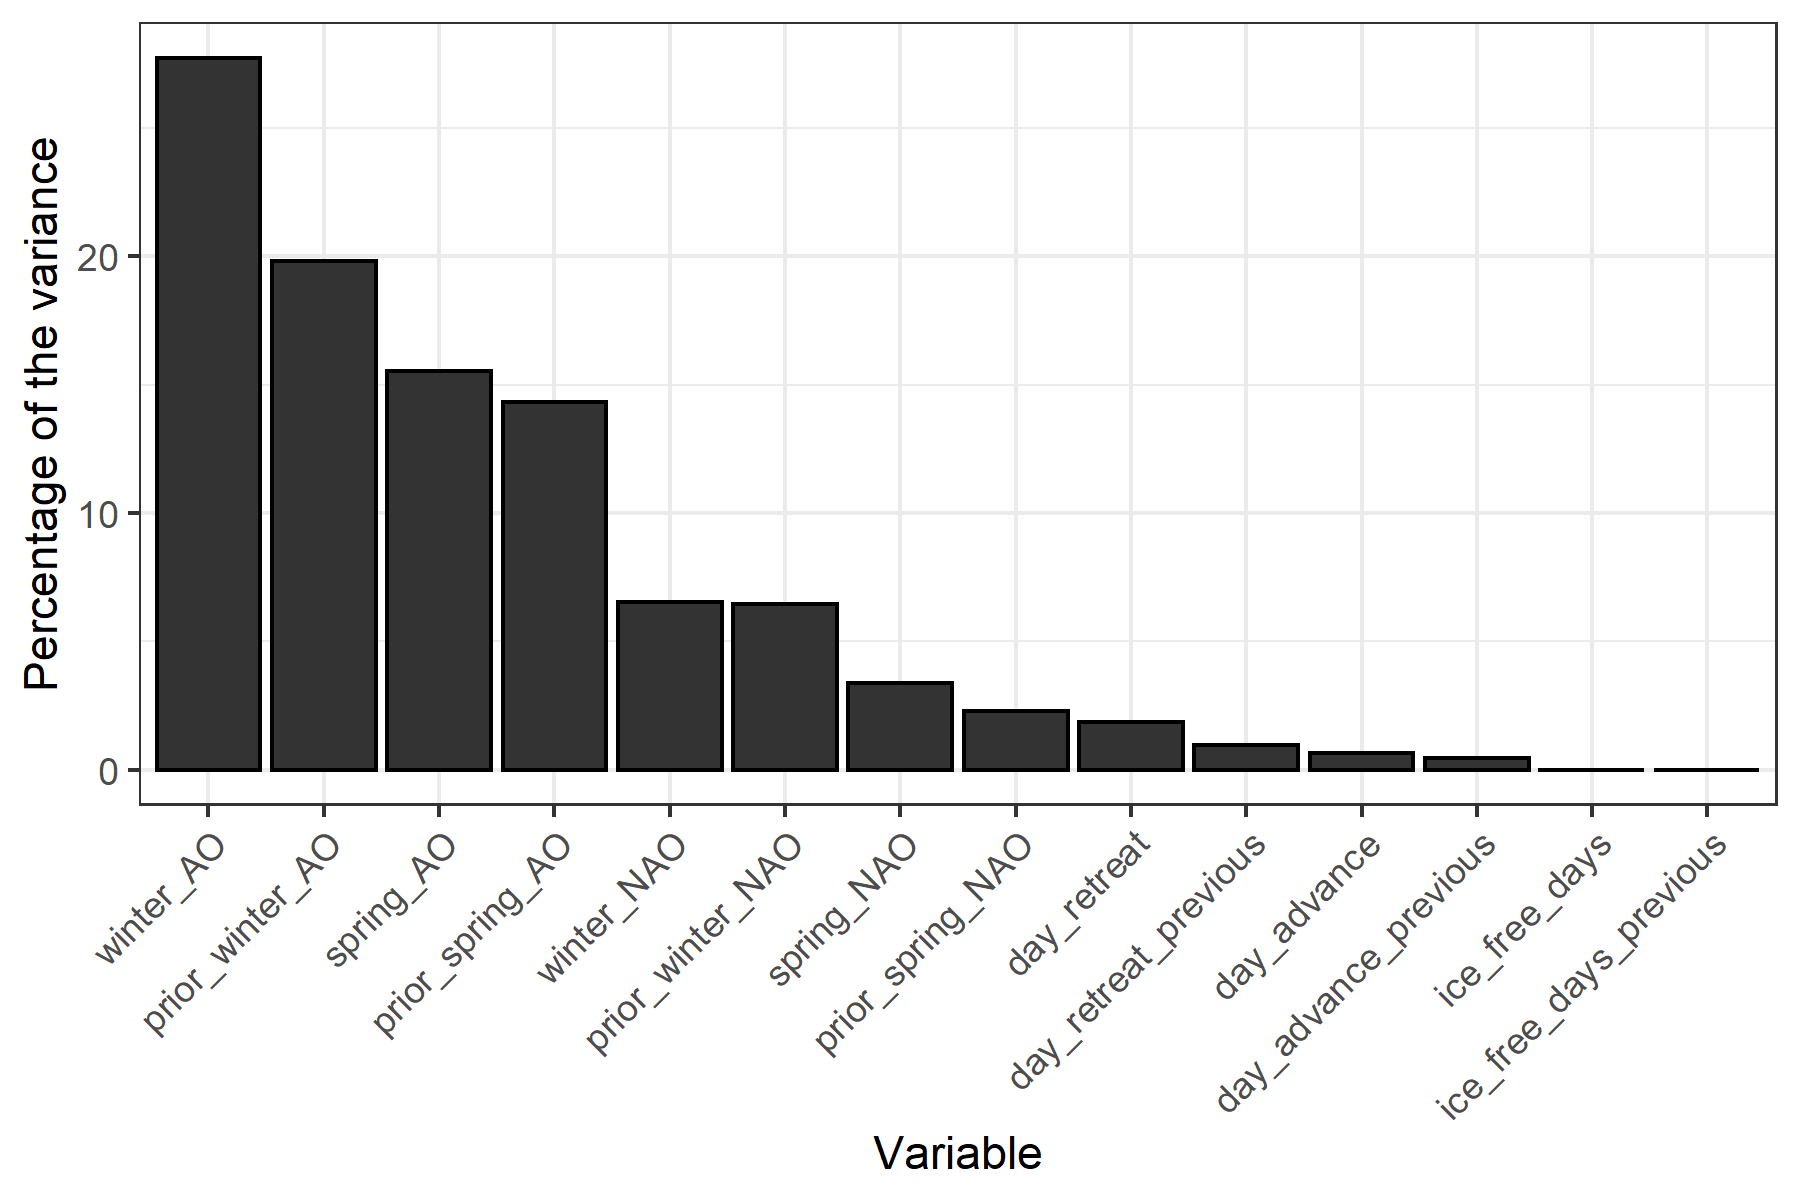 Percentage of the variance
20
10
0
winter_AO
prior_winter_AO
spring_AO
prior_spring_AO
winter_NAO
prior_winter_NAO
spring_NAO
prior_spring_NAO
day_retreat
day_retreat_previous
day_advance
day_advance_previous
ice_free_days
ice_free_days_previous
Variable